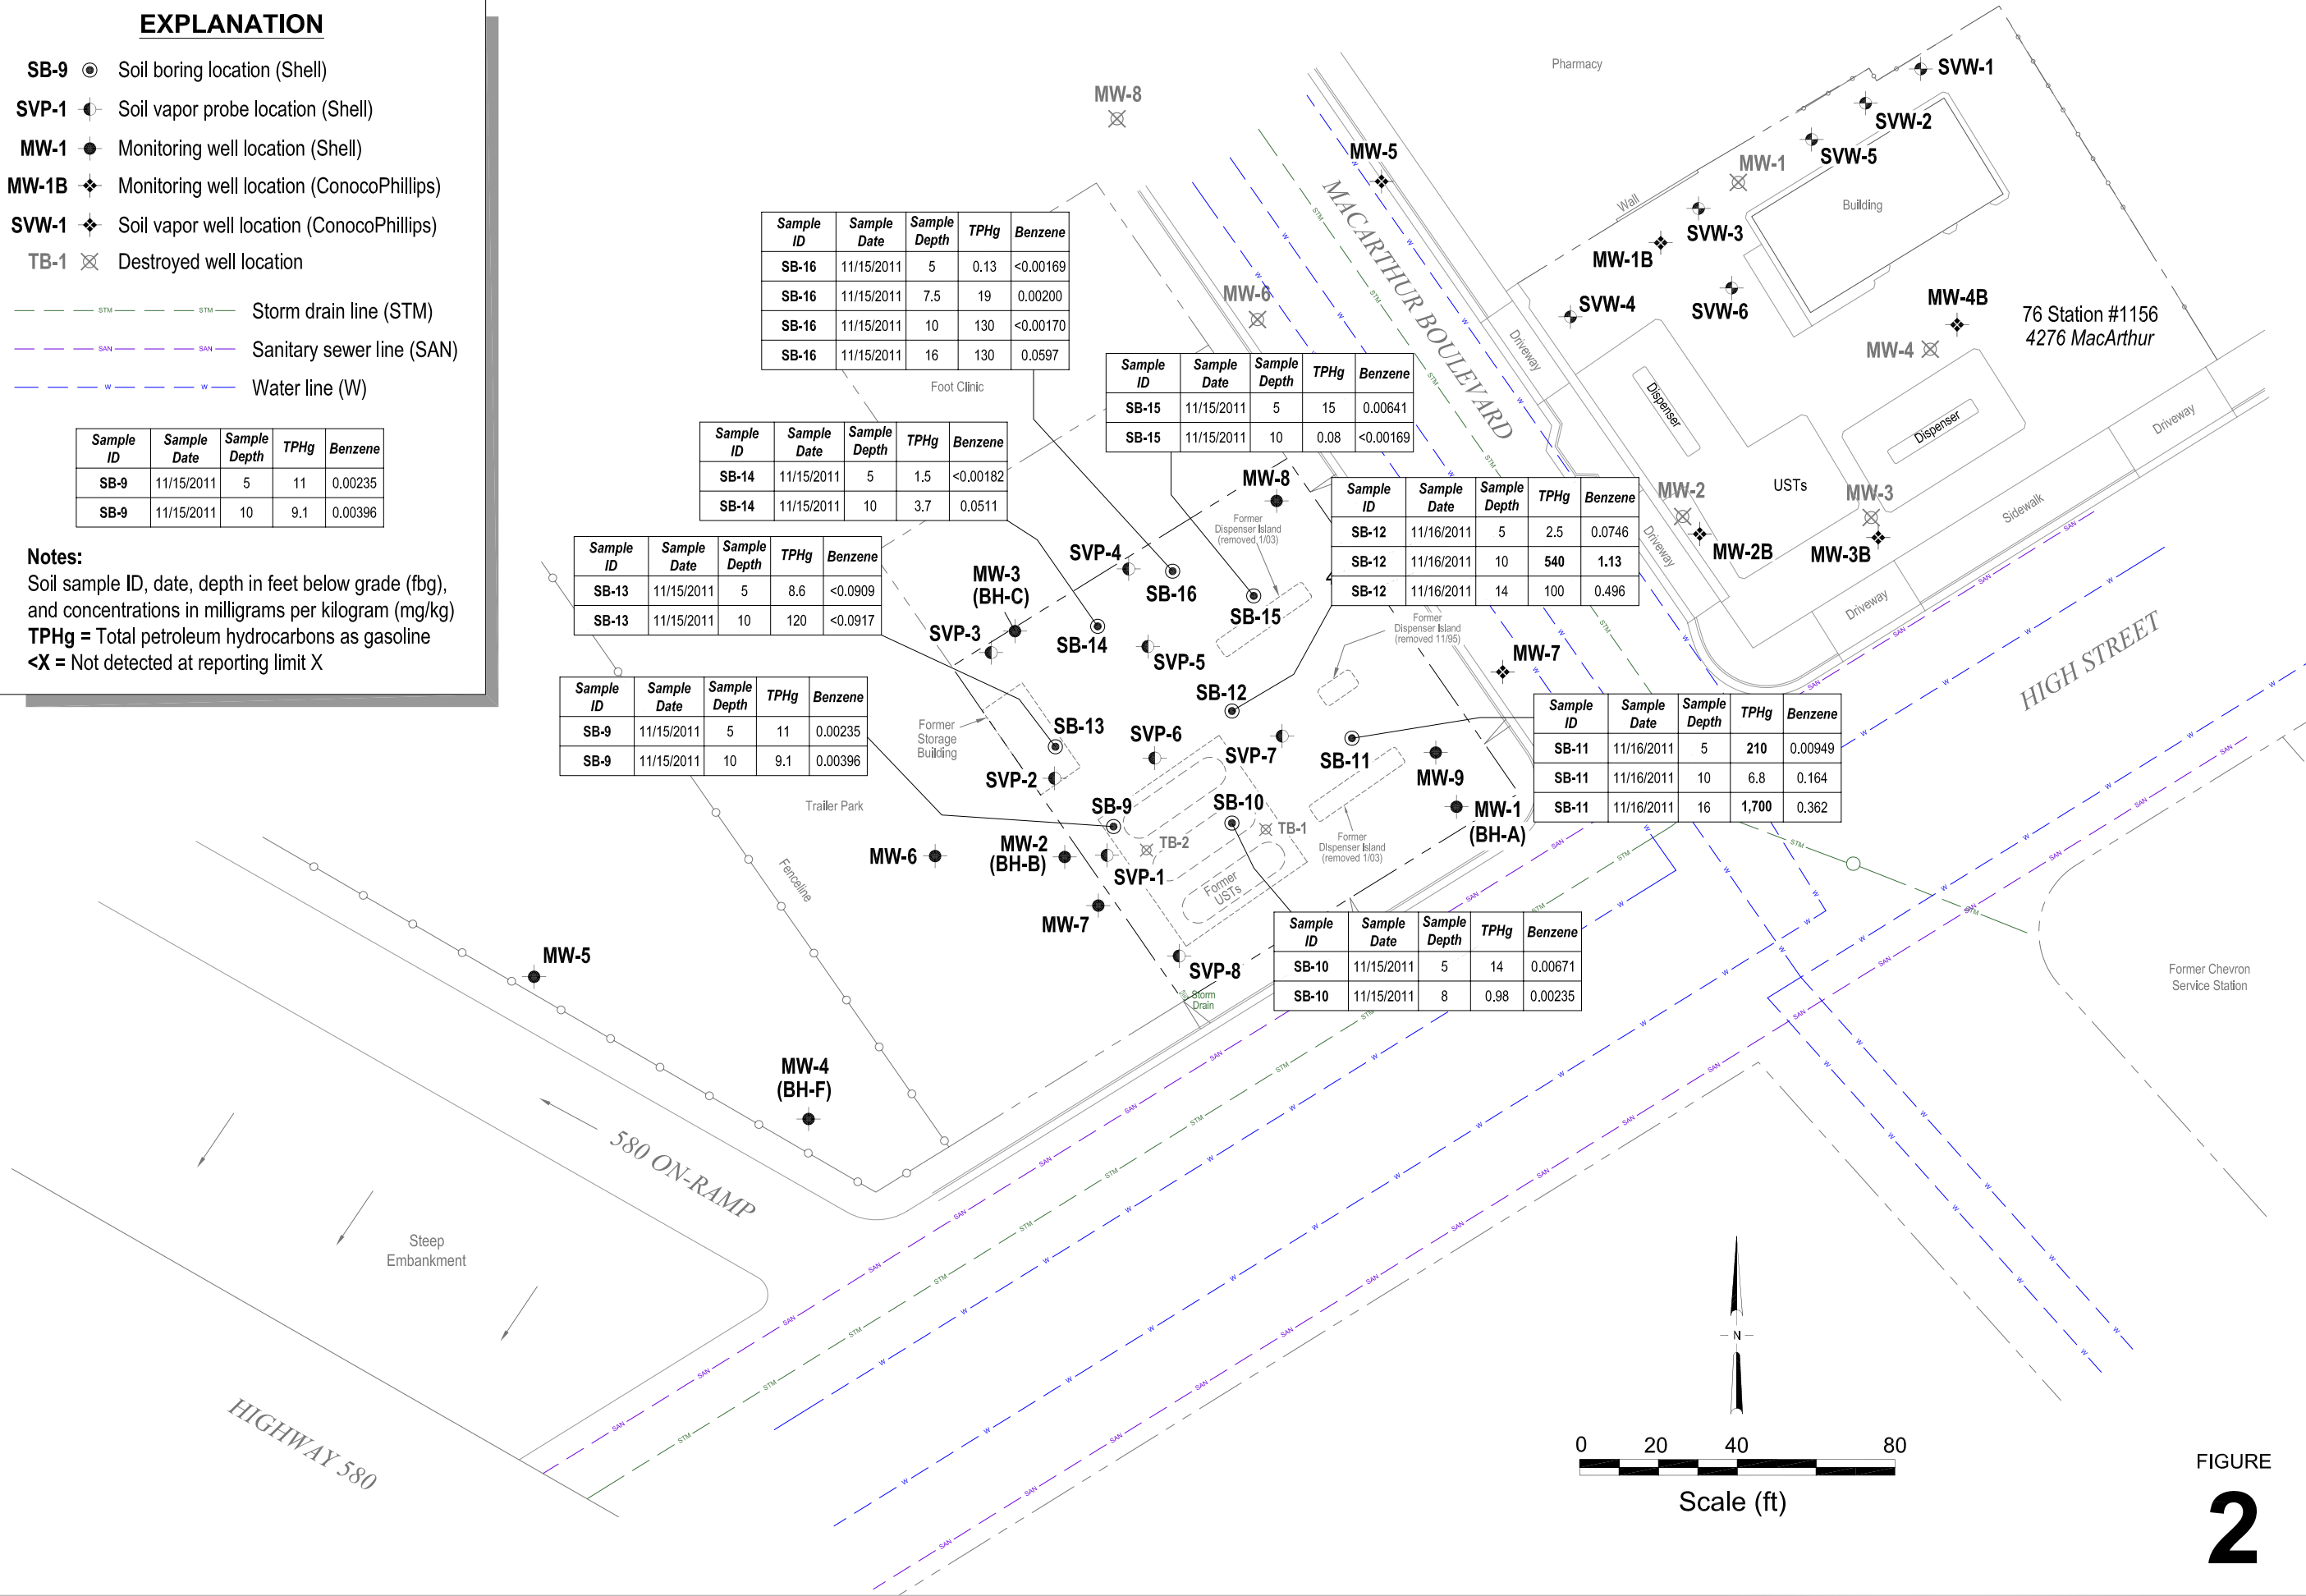 EXPLANATION
SB-9 Soil boring location (Shell)
SVP-1 Soil vapor probe location (Shell)
MW-1 Monitoring well location (Shell)
MW-1B Monitoring well location (ConocoPhillips)
SVW-1 Soil vapor well location (ConocoPhillips)
TB-1 Destroyed well location
STM STM Storm drain line (STM)
SAN SAN Sanitary sewer line (SAN)
W W Water line (W)
Sample ID Sample Date Sample Depth TPHg Benzene
SB-9 11/15/2011 5 11 0.00235
SB-9 11/15/2011 10 9.1 0.00396
Notes:
Soil sample ID, date, depth in feet below grade (fbg),
and concentrations in milligrams per kilogram (mg/kg)
TPHg = Total petroleum hydrocarbons as gasoline
<X = Not detected at reporting limit X
Sample ID Sample Date Sample Depth TPHg Benzene
SB-16 11/15/2011 5 0.13 <0.00169
SB-16 11/15/2011 7.5 19 0.00200
SB-16 11/15/2011 10 130 <0.00170
SB-16 11/15/2011 16 130 0.0597
Sample ID Sample Date Sample Depth TPHg Benzene
SB-15 11/15/2011 5 15 0.00641
SB-15 11/15/2011 10 0.08 <0.00169
Sample ID Sample Date Sample Depth TPHg Benzene
SB-14 11/15/2011 5 1.5 <0.00182
SB-14 11/15/2011 10 3.7 0.0511
Sample ID Sample Date Sample Depth TPHg Benzene
SB-12 11/16/2011 5 2.5 0.0746
SB-12 11/16/2011 10 540 1.13
SB-12 11/16/2011 14 100 0.496
Sample ID Sample Date Sample Depth TPHg Benzene
SB-13 11/15/2011 5 8.6 <0.0909
SB-13 11/15/2011 10 120 <0.0917
Sample ID Sample Date Sample Depth TPHg Benzene
SB-9 11/15/2011 5 11 0.00235
SB-9 11/15/2011 10 9.1 0.00396
Sample ID Sample Date Sample Depth TPHg Benzene
SB-11 11/16/2011 5 210 0.00949
SB-11 11/16/2011 10 6.8 0.164
SB-11 11/16/2011 16 1,700 0.362
Sample ID Sample Date Sample Depth TPHg Benzene
SB-10 11/15/2011 5 14 0.00671
SB-10 11/15/2011 8 0.98 0.00235
Pharmacy
SVW-1
SVW-2
SVW-5
MW-1
Wall
Building
SVW-3
MW-1B
SVW-4
SVW-6
MW-4B
MW-4
76 Station #1156
4276 MacArthur
MW-8
MW-5
MACARTHUR BOULEVARD
MW-6
Driveway
Dispenser
Dispenser
Driveway
USTs
Sidewalk
MW-2
MW-3
MW-2B
MW-3B
Driveway
Driveway
HIGH STREET
Foot Clinic
MW-8
Former
Dispenser Island
(removed 1/03)
SVP-4
SB-16
SB-15
MW-3
(BH-C)
SVP-3
SB-14
SVP-5
Former
Dispenser Island
(removed 11/95)
MW-7
SB-12
Former
Storage
Building
SB-13
SVP-6
SVP-7
SB-11
MW-9
SVP-2
Trailer Park
SB-9
SB-10
TB-1
MW-1
(BH-A)
TB-2
Former
Dispenser Island
(removed 1/03)
MW-6
MW-2
(BH-B)
SVP-1
Former
USTs
Fenceline
MW-7
SVP-8
Storm
Drain
MW-5
MW-4
(BH-F)
Former Chevron
Service Station
580 ON-RAMP
Steep
Embankment
HIGHWAY 580
N
0 20 40 80
Scale (ft)
FIGURE
2